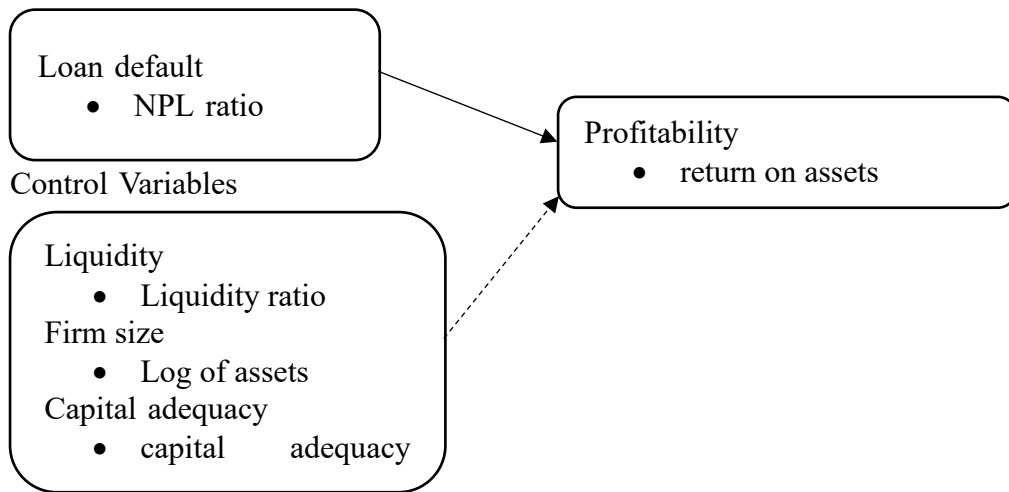 Loan default
• NPL ratio
Control Variables
Liquidity
• Liquidity ratio
Firm size
• Log of assets
Capital adequacy
• capital adequacy
Profitability
• return on assets